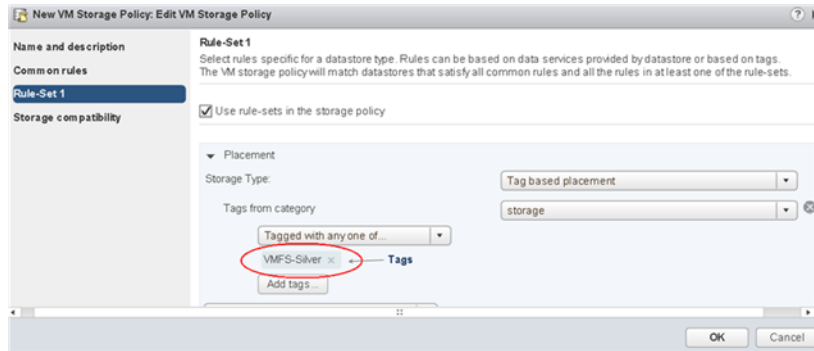 New VM Storage Policy: Edit VM Storage Policy
Name and description
Common rules
Rule-Set 1
Storage compatibility
Rule-Set 1
Select rules specific for a datastore type. Rules can be based on data services provided by datastore or based on tags.
The VM storage policy will match datastores that satisfy all common rules and all the rules in at least one of the rule-sets.
Use rule-sets in the storage policy
Placement
Storage Type: Tag based placement
Tags from category storage
Tagged with any one of...
VMFS-Silver × Tags
Add tags...
OK Cancel